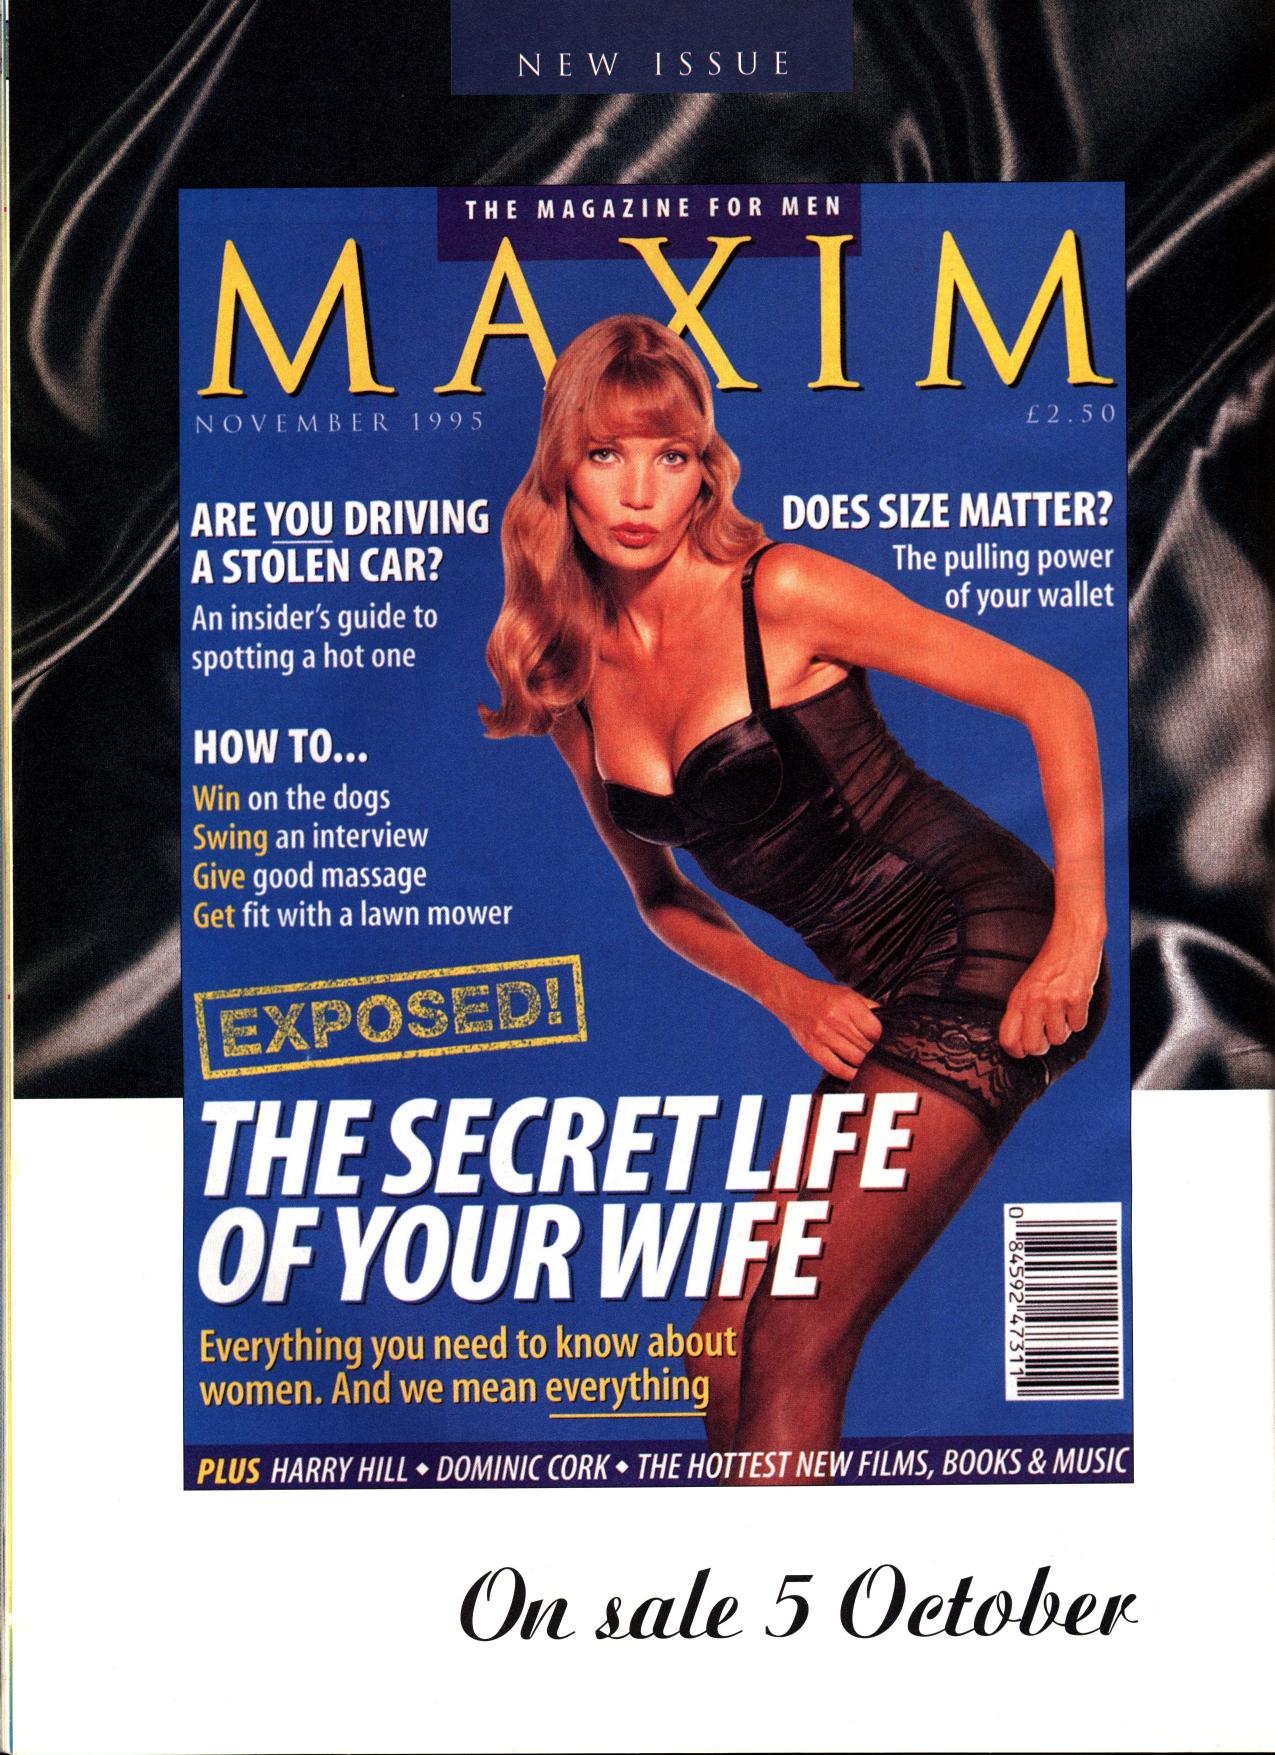 NEW ISSUE
THE MAGAZINE FOR MEN
MAXIM
NOVEMBER 1995
£2.50
ARE YOU DRIVING
A STOLEN CAR?
An insider's guide to
spotting a hot one
DOES SIZE MATTER?
The pulling power
of your wallet
HOW TO...
Win on the dogs
Swing an interview
Give good massage
Get fit with a lawn mower
EXPOSED!
THE SECRET LIFE
OF YOUR WIFE
Everything you need to know about
women. And we mean everything
0 84592 47311
PLUS HARRY HILL ◆ DOMINIC CORK ◆ THE HOTTEST NEW FILMS, BOOKS & MUSIC
On sale 5 October